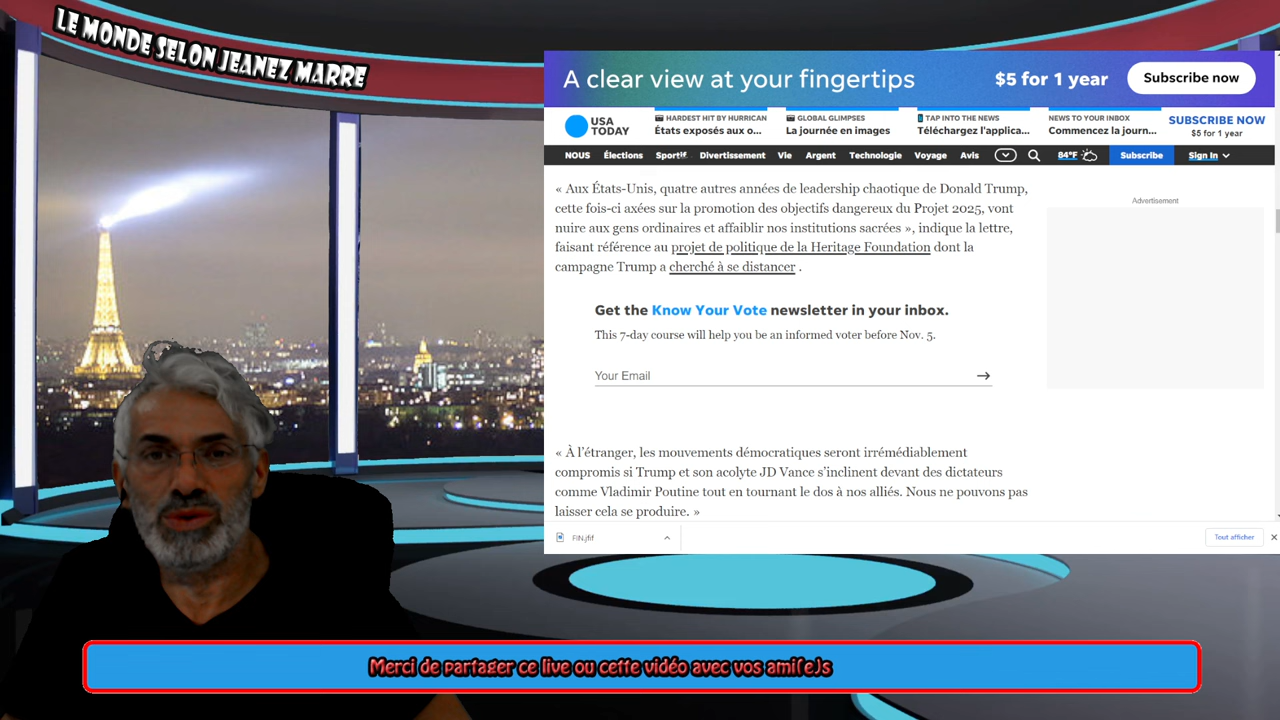 LE MONDE SELON JEANEZ MARRE
A clear view at your fingertips
$5 for 1 year
Subscribe now
USA
TODAY
HARDEST HIT BY HURRICAN
États exposés aux o...
GLOBAL GLIMPSES
La journée en images
TAP INTO THE NEWS
Téléchargez l'applica...
NEWS TO YOUR INBOX
Commencez la journ...
SUBSCRIBE NOW
$5 for 1 year
NOUS Élections Sportif Divertissement Vie Argent Technologie Voyage Avis 84°F Subscribe Sign In
« Aux États-Unis, quatre autres années de leadership chaotique de Donald Trump,
cette fois-ci axées sur la promotion des objectifs dangereux du Projet 2025, vont
nuire aux gens ordinaires et affaiblir nos institutions sacrées », indique la lettre,
faisant référence au projet de politique de la Heritage Foundation dont la
campagne Trump a cherché à se distancer .
Advertisement
Get the Know Your Vote newsletter in your inbox.
This 7-day course will help you be an informed voter before Nov. 5.
Your Email
« À l'étranger, les mouvements démocratiques seront irrémédiablement
compromis si Trump et son acolyte JD Vance s'inclinent devant des dictateurs
comme Vladimir Poutine tout en tournant le dos à nos alliés. Nous ne pouvons pas
laisser cela se produire. »
FIN.jfif
Tout afficher
Merci de partager ce live ou cette vidéo avec vos ami(e)s